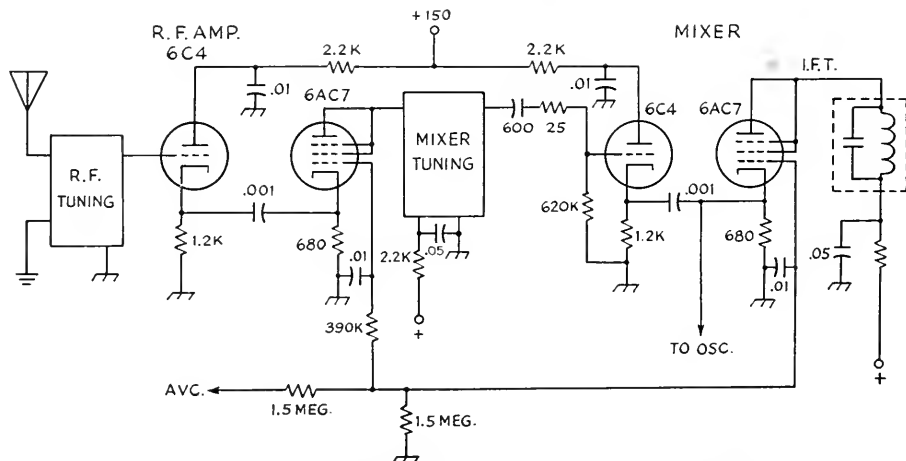 +150
R.F. AMP.
6C4
MIXER
2.2K
2.2K
I.F.T.
.01
.01
6AC7
6C4
6AC7
MIXER
TUNING
600
25
R.F.
TUNING
.001
.001
620K
1.2K
680
2.2K
.05
1.2K
680
.05
.01
.01
+
390K
TO OSC.
+
AVC.
1.5 MEG.
1.5 MEG.